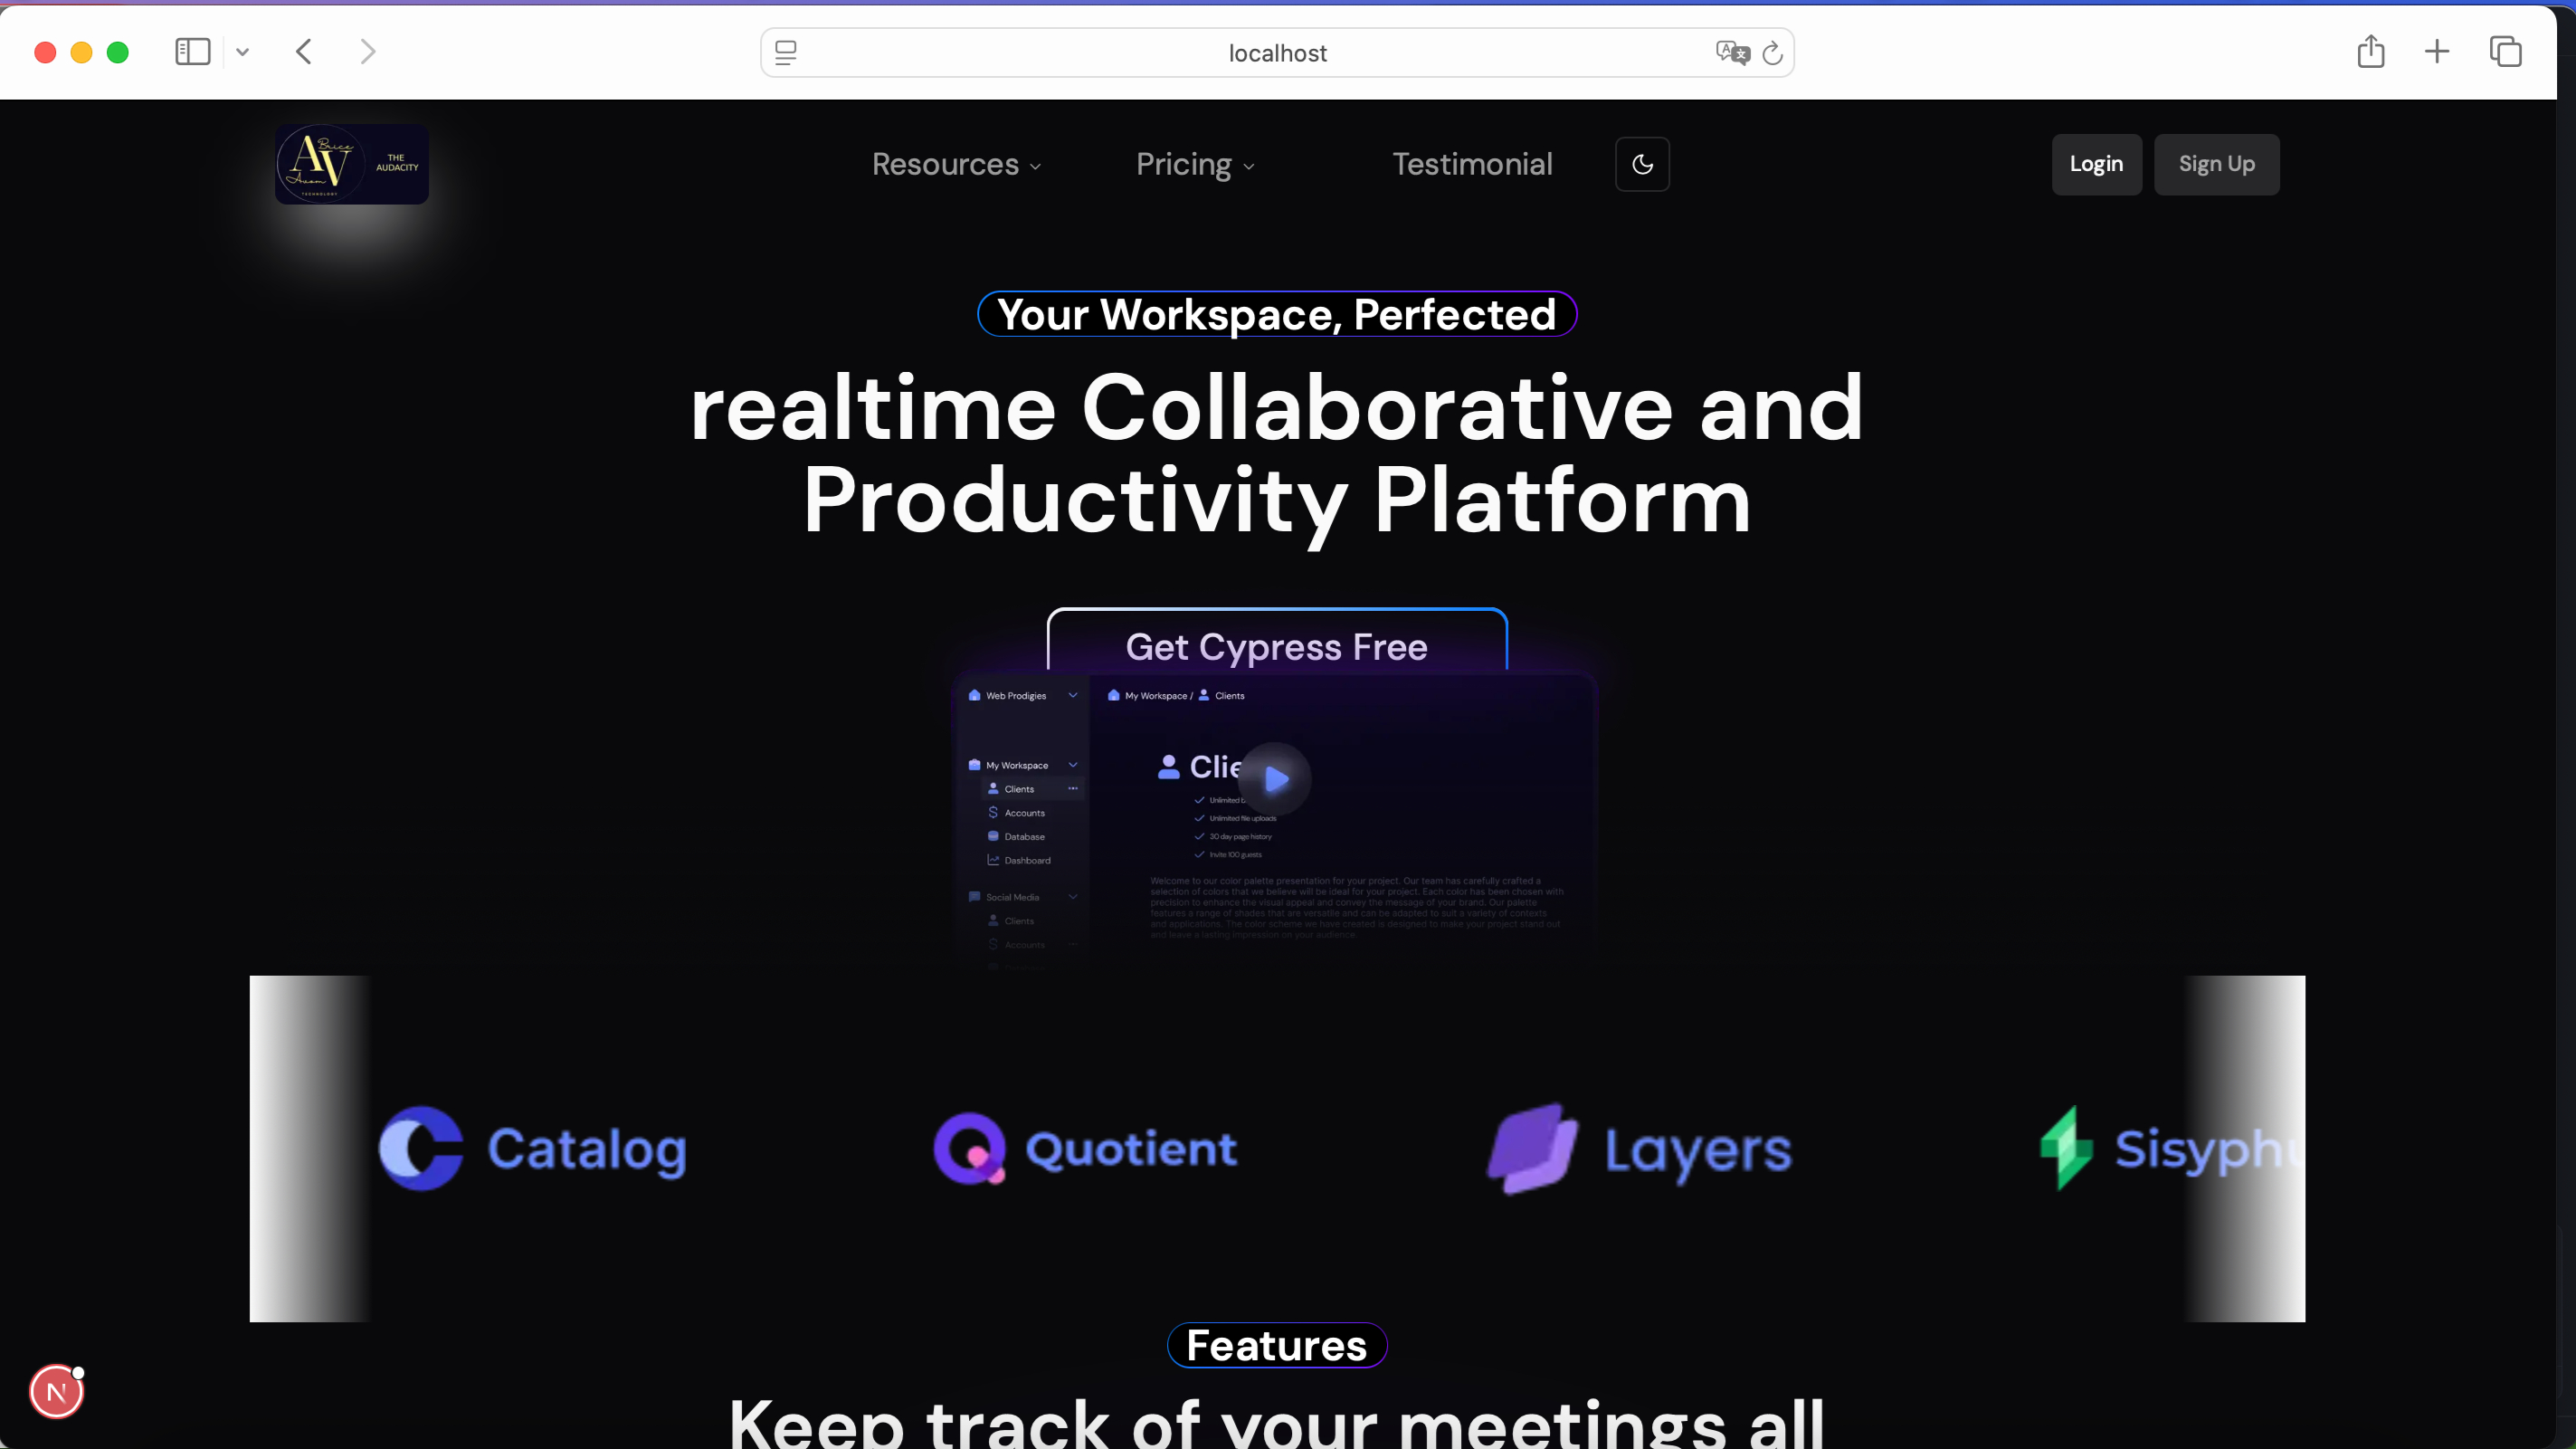 localhost
Brice
AV
Avom
TECHNOLOGY
THE
AUDACITY
Resources
Pricing
Testimonial
Login
Sign Up
Your Workspace, Perfected
realtime Collaborative and
Productivity Platform
Get Cypress Free
Web Prodigies
My Workspace / Clients
My Workspace
Clients
Accounts
Database
Dashboard
Social Media
Clients
Accounts
Clie
Unlimited
Unlimited file uploads
30 day page history
Invite 100 guests
Welcome to our color palette presentation for your project. Our team has carefully crafted a
selection of colors that we believe will be ideal for your project. Each color has been chosen with
precision to enhance the visual appeal and convey the message of your brand. Our palette
features a range of shades that are versatile and can be adapted to suit a variety of contexts
and applications. The color scheme we have created is designed to make your project stand out
and leave a lasting impression on your audience.
Catalog
Quotient
Layers
Sisyphu
Features
Keep track of your meetings all
N